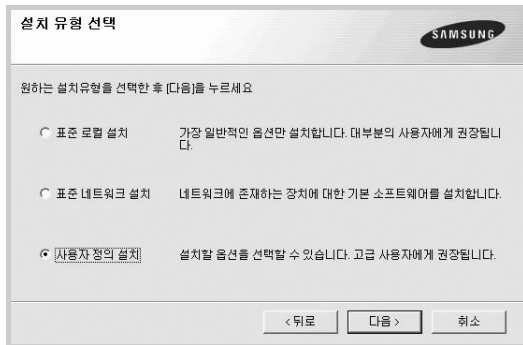 설치 유형 선택
SAMSUNG
원하는 설치유형을 선택한 후 [다음]을 누르세요
표준 로컬 설치
가장 일반적인 옵션만 설치합니다. 대부분의 사용자에게 권장됩니
다.
표준 네트워크 설치
네트워크에 존재하는 장치에 대한 기본 소프트웨어를 설치합니다.
사용자 정의 설치
설치할 옵션을 선택할 수 있습니다. 고급 사용자에게 권장됩니다.
< 뒤로
다음 >
취소